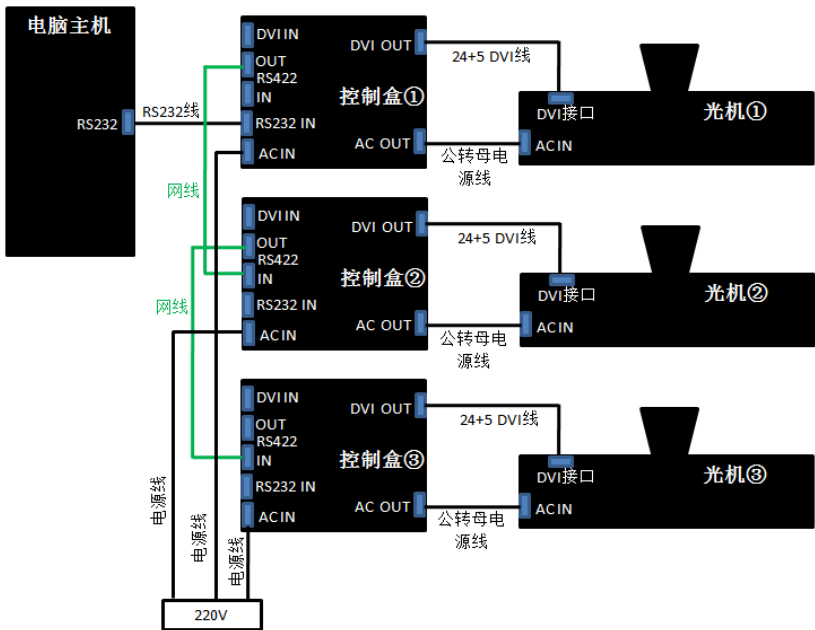 电脑主机
RS232
RS232线
网线
网线
DVI IN
OUT
RS422
IN
RS232 IN
AC IN
DVI OUT
控制盒①
AC OUT
24+5 DVI线
公转母电
源线
DVI接口
AC IN
光机①
DVI IN
OUT
RS422
IN
RS232 IN
AC IN
DVI OUT
控制盒②
AC OUT
24+5 DVI线
公转母电
源线
DVI接口
AC IN
光机②
DVI IN
OUT
RS422
IN
RS232 IN
AC IN
DVI OUT
控制盒③
AC OUT
24+5 DVI线
公转母电
源线
DVI接口
AC IN
光机③
电源线
电源线
电源线
220V